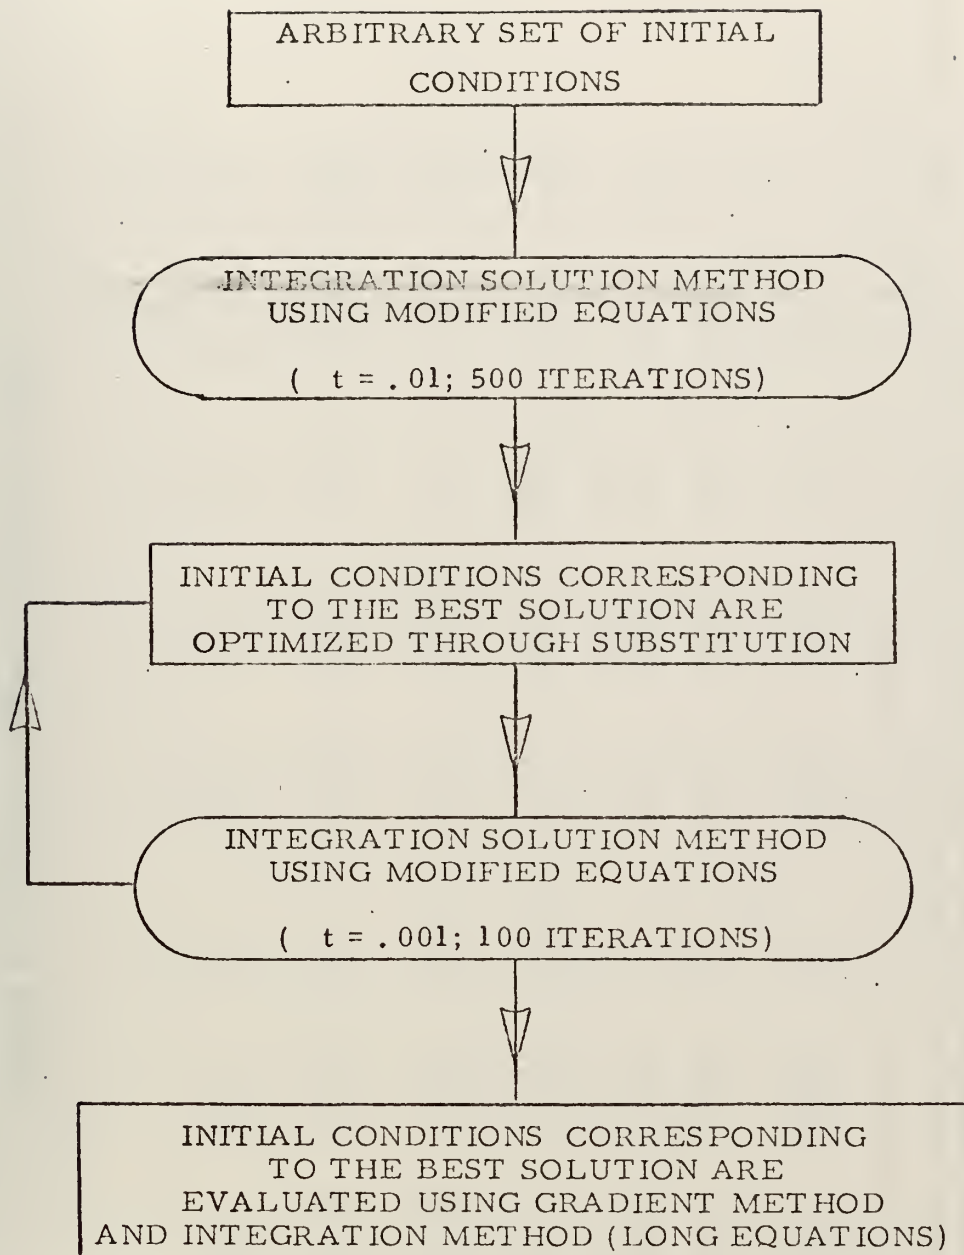 ARBITRARY SET OF INITIAL
CONDITIONS
INTEGRATION SOLUTION METHOD
USING MODIFIED EQUATIONS
( t = .01; 500 ITERATIONS)
INITIAL CONDITIONS CORRESPONDING
TO THE BEST SOLUTION ARE
OPTIMIZED THROUGH SUBSTITUTION
INTEGRATION SOLUTION METHOD
USING MODIFIED EQUATIONS
( t = .001; 100 ITERATIONS)
INITIAL CONDITIONS CORRESPONDING
TO THE BEST SOLUTION ARE
EVALUATED USING GRADIENT METHOD
AND INTEGRATION METHOD (LONG EQUATIONS)